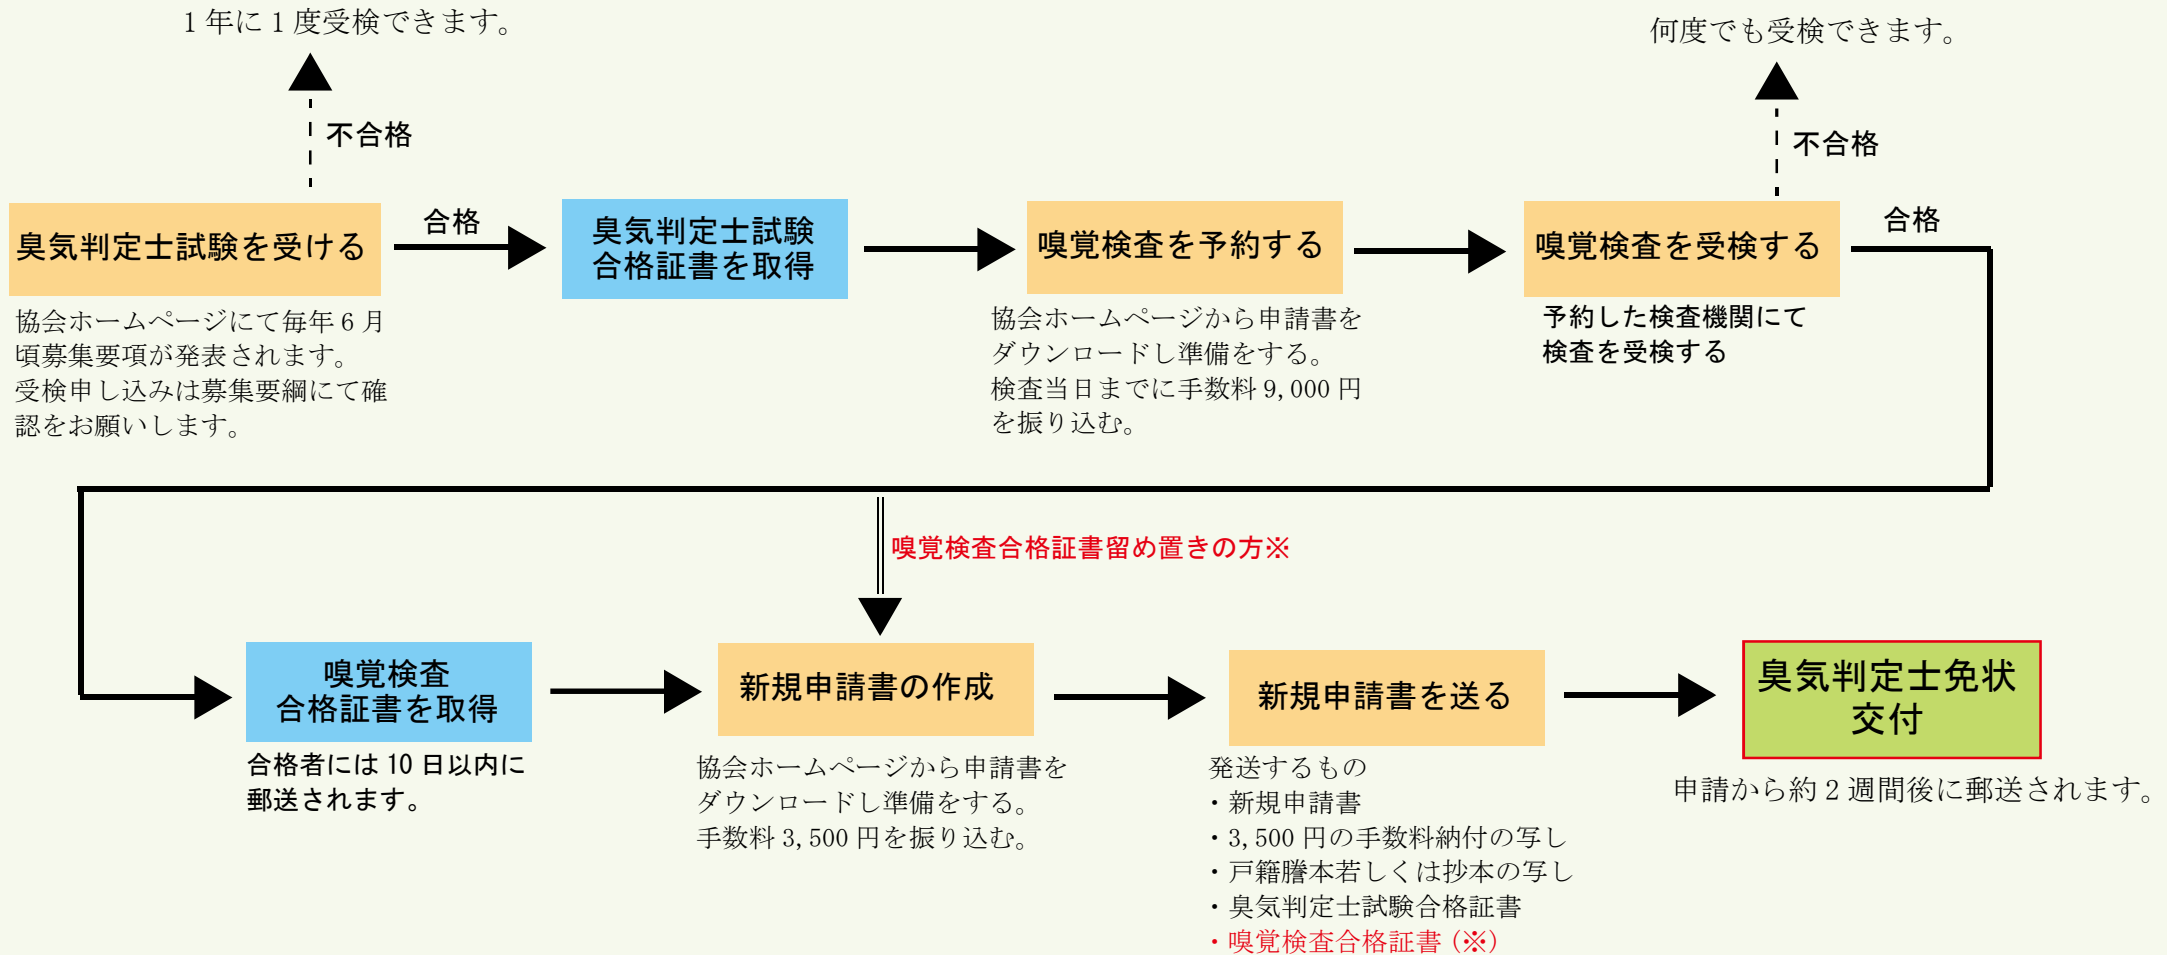 1年に1度受検できます。
何度でも受検できます。
不合格
不合格
臭気判定士試験を受ける
合格
臭気判定士試験
合格証書を取得
嗅覚検査を予約する
嗅覚検査を受検する
合格
協会ホームページにて毎年6月
頃募集要項が発表されます。
受検申し込みは募集要綱にて確
認をお願いします。
協会ホームページから申請書を
ダウンロードし準備をする。
検査当日までに手数料9,000円
を振り込む。
予約した検査機関にて
検査を受検する
嗅覚検査合格証書留め置きの方※
嗅覚検査
合格証書を取得
新規申請書の作成
新規申請書を送る
臭気判定士免状
交付
合格者には10日以内に
郵送されます。
協会ホームページから申請書を
ダウンロードし準備をする。
手数料3,500円を振り込む。
発送するもの
・新規申請書
・3,500円の手数料納付の写し
・戸籍謄本若しくは抄本の写し
・臭気判定士試験合格証書
・嗅覚検査合格証書(※)
申請から約2週間後に郵送されます。